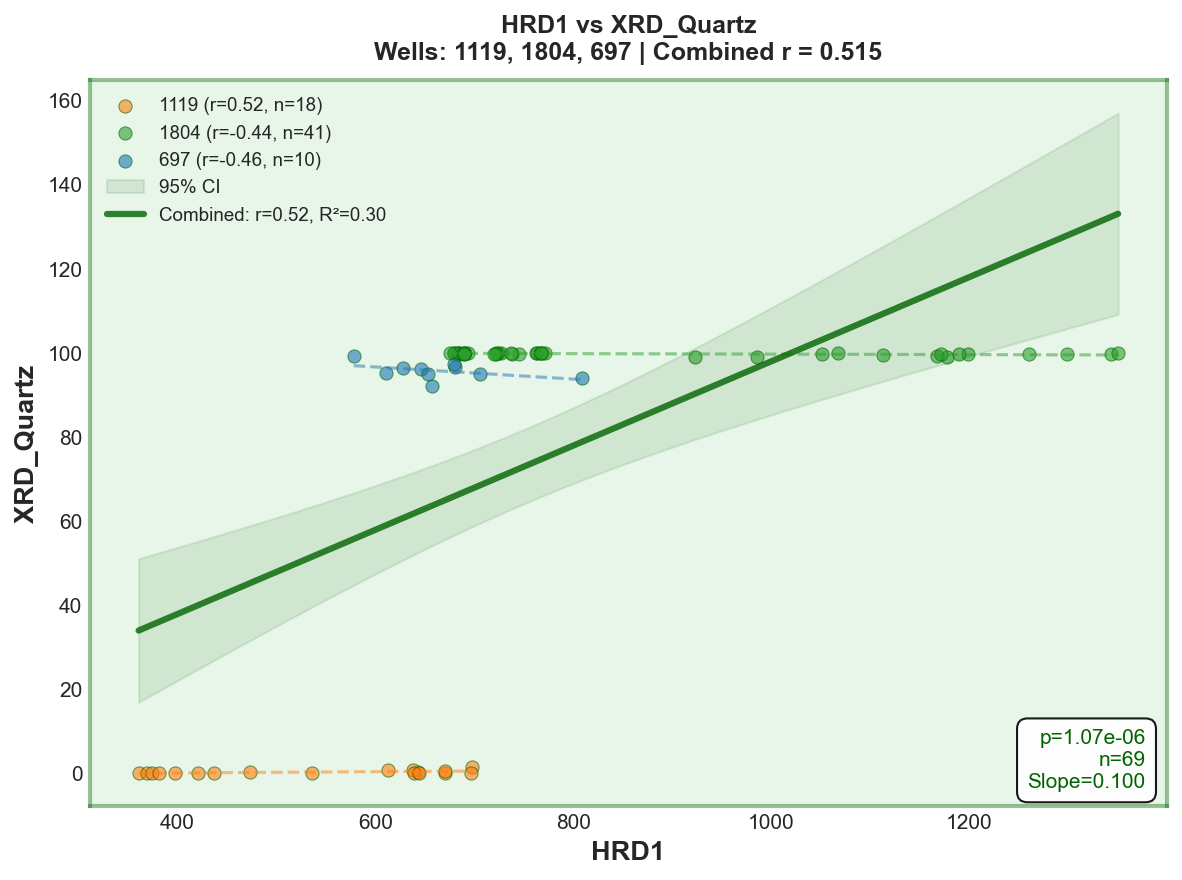 HRD1 vs XRD_Quartz
Wells: 1119, 1804, 697 | Combined r = 0.515
1119 (r=0.52, n=18)
1804 (r=-0.44, n=41)
697 (r=-0.46, n=10)
95% CI
Combined: r=0.52, R²=0.30
XRD_Quartz
160
140
120
100
80
60
40
20
0
p=1.07e-06
n=69
Slope=0.100
400 600 800 1000 1200
HRD1